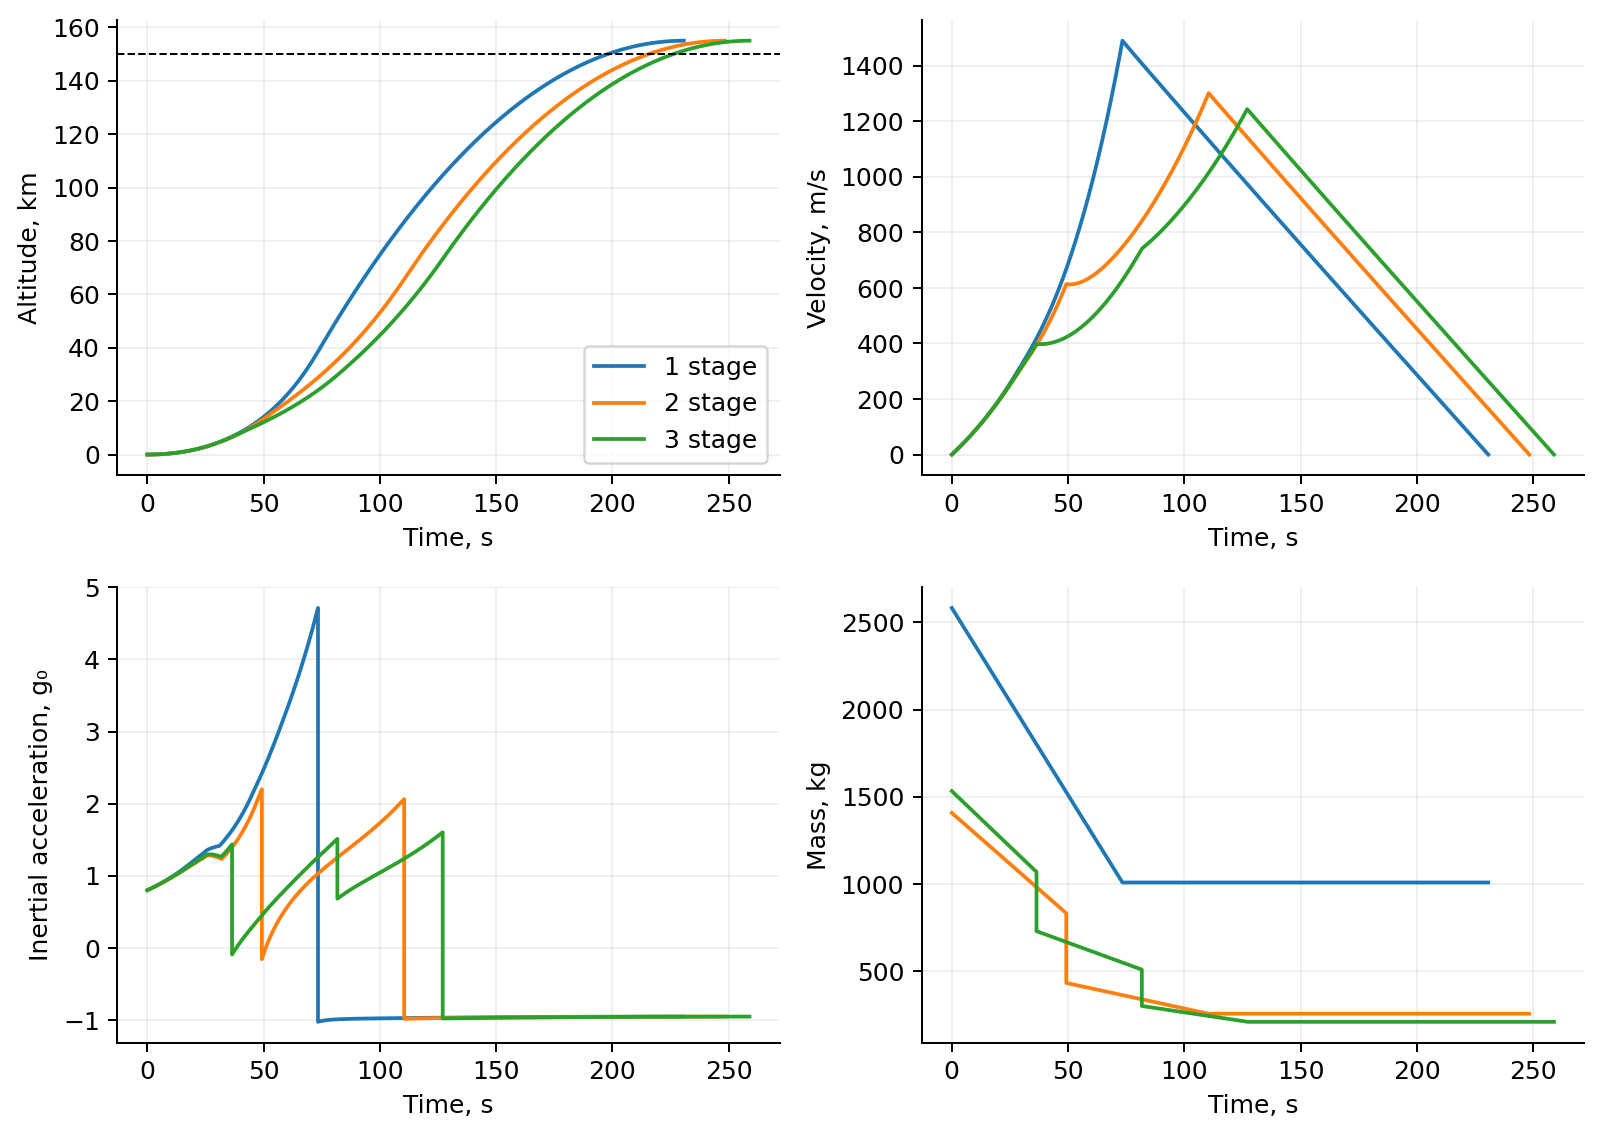 160
140
120
100
80
60
40
20
0
Altitude, km
0 50 100 150 200 250
Time, s
1 stage
2 stage
3 stage
1400
1200
1000
800
600
400
200
0
Velocity, m/s
0 50 100 150 200 250
Time, s
5
4
3
2
1
0
−1
Inertial acceleration, g₀
0 50 100 150 200 250
Time, s
2500
2000
1500
1000
500
Mass, kg
0 50 100 150 200 250
Time, s